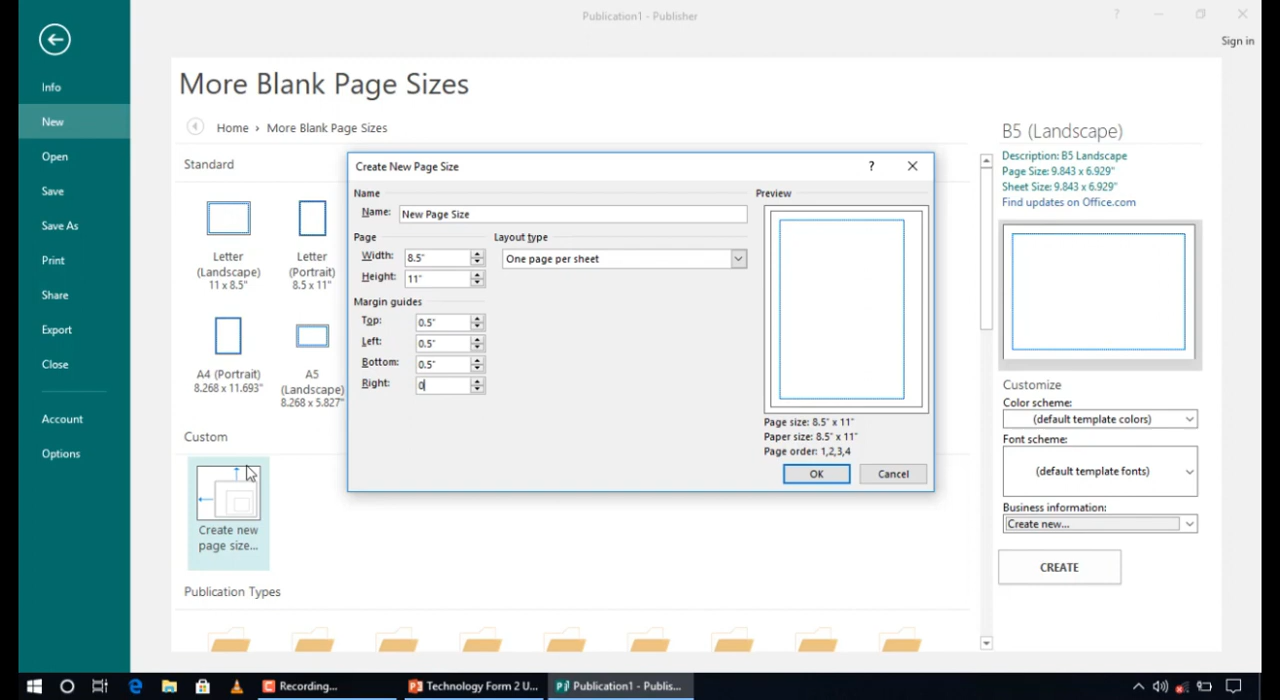 Publication1 - Publisher
?
Sign in
Info
New
Open
Save
Save As
Print
Share
Export
Close
Account
Options
More Blank Page Sizes
Home › More Blank Page Sizes
Standard
Letter
(Landscape)
11 x 8.5"
Letter
(Portrait)
8.5 x 11"
A4 (Portrait)
8.268 x 11.693"
A5
(Landscape)
8.268 x 5.827"
Custom
Create new
page size...
Publication Types
Create New Page Size
?
Name
Name: New Page Size
Page
Width: 8.5"
Height: 11"
Layout type
One page per sheet
Margin guides
Top: 0.5"
Left: 0.5"
Bottom: 0.5"
Right: 0
Preview
Page size: 8.5" x 11"
Paper size: 8.5" x 11"
Page order: 1,2,3,4
OK
Cancel
B5 (Landscape)
Description: B5 Landscape
Page Size: 9.843 x 6.929"
Sheet Size: 9.843 x 6.929"
Find updates on Office.com
Customize
Color scheme:
(default template colors)
Font scheme:
(default template fonts)
Business information:
Create new...
CREATE
Recording...
Technology Form 2 U...
Publication1 - Publis...